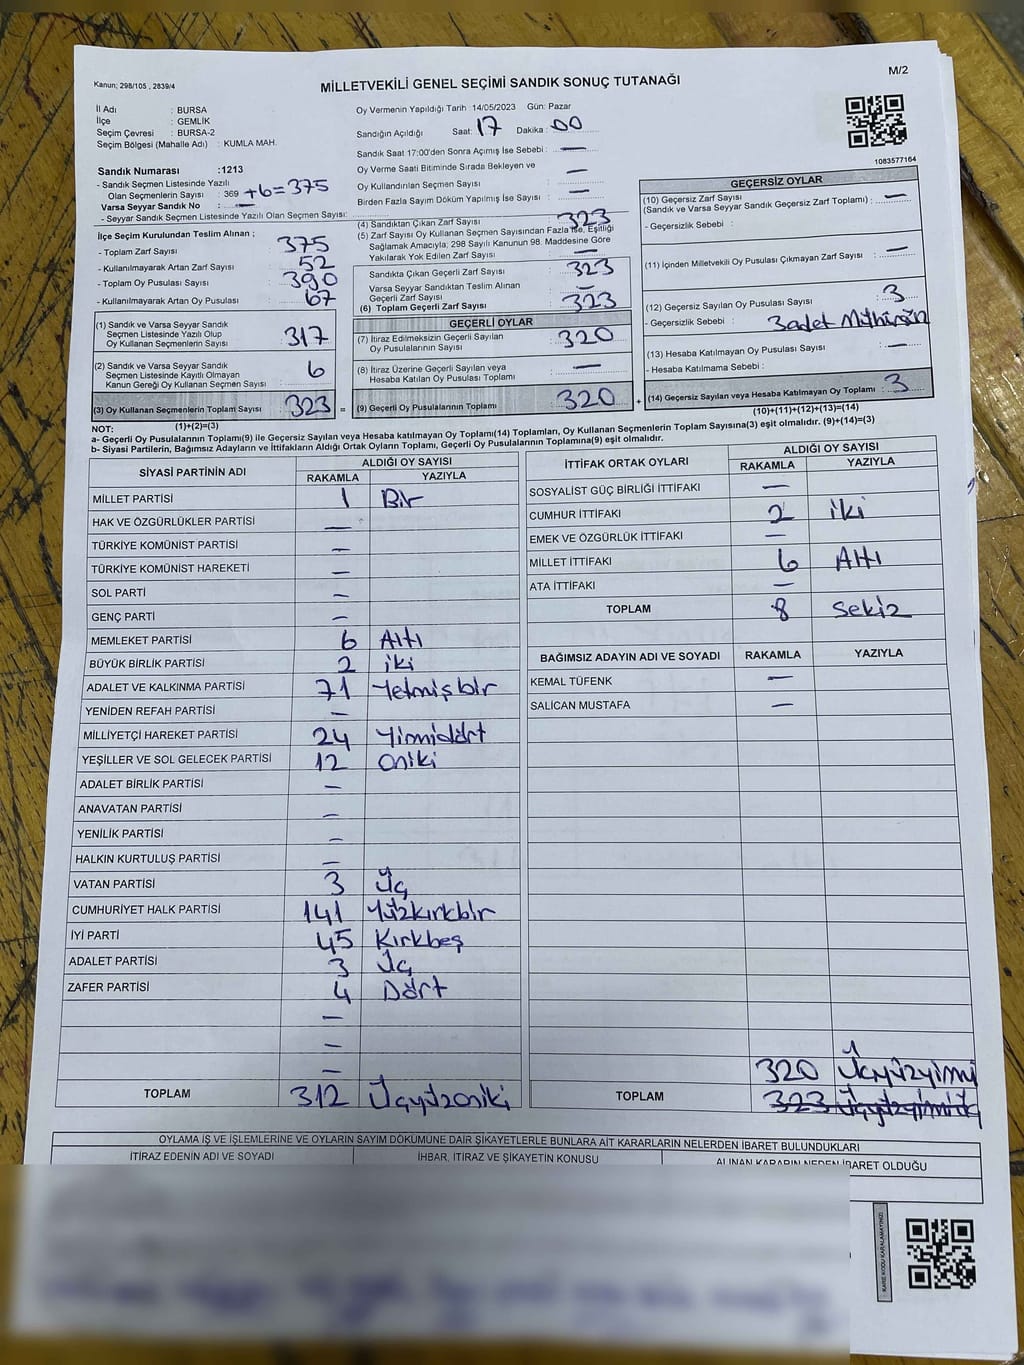 M/2
Kanun; 298/105 , 2839/4
MİLLETVEKİLİ GENEL SEÇİMİ SANDIK SONUÇ TUTANAĞI
İl Adı : BURSA
İlçe : GEMLİK
Seçim Çevresi : BURSA-2
Seçim Bölgesi (Mahalle Adı) : KUMLA MAH.
Sandık Numarası :1213
- Sandık Seçmen Listesinde Yazılı
Olan Seçmenlerin Sayısı : 369 +6=375
Varsa Seyyar Sandık No : —
- Seyyar Sandık Seçmen Listesinde Yazılı Olan Seçmen Sayısı:
Oy Vermenin Yapıldığı Tarih 14/05/2023 Gün: Pazar
Sandığın Açıldığı Saat: 17 Dakika : 00
Sandık Saat 17:00'den Sonra Açımış İse Sebebi : —
Oy Verme Saati Bitiminde Sırada Bekleyen ve
Oy Kullandırılan Seçmen Sayısı : —
Birden Fazla Sayım Döküm Yapılmış İse Sayısı : —
1083577164
İlçe Seçim Kurulundan Teslim Alınan ;
- Toplam Zarf Sayısı : 375
- Kullanılmayarak Artan Zarf Sayısı : 52
- Toplam Oy Pusulası Sayısı : 390
- Kullanılmayarak Artan Oy Pusulası : 67
(1) Sandık ve Varsa Seyyar Sandık
Seçmen Listesinde Yazılı Olup
Oy Kullanan Seçmenlerin Sayısı : 317
(2) Sandık ve Varsa Seyyar Sandık
Seçmen Listesinde Kayıtlı Olmayan
Kanun Gereği Oy Kullanan Seçmen Sayısı : 6
(3) Oy Kullanan Seçmenlerin Toplam Sayısı : 323 =
(1)+(2)=(3)
(4) Sandıktan Çıkan Zarf Sayısı : 323
(5) Zarf Sayısı Oy Kullanan Seçmen Sayısından Fazla ise, Eşitliği
Sağlamak Amacıyla; 298 Sayılı Kanunun 98. Maddesine Göre
Yakılarak Yok Edilen Zarf Sayısı : —
Sandıkta Çıkan Geçerli Zarf Sayısı : 323
Varsa Seyyar Sandıktan Teslim Alınan
Geçerli Zarf Sayısı : —
(6) Toplam Geçerli Zarf Sayısı : 323
GEÇERLİ OYLAR
(7) İtiraz Edilmeksizin Geçerli Sayılan
Oy Pusulalarının Sayısı : 320
(8) İtiraz Üzerine Geçerli Sayılan veya
Hesaba Katılan Oy Pusulası Toplamı : —
(9) Geçerli Oy Pusulalarının Toplamı : 320 +
GEÇERSİZ OYLAR
(10) Geçersiz Zarf Sayısı
(Sandık ve Varsa Seyyar Sandık Geçersiz Zarf Toplamı) : —
- Geçersizlik Sebebi :
(11) İçinden Milletvekili Oy Pusulası Çıkmayan Zarf Sayısı : —
(12) Geçersiz Sayılan Oy Pusulası Sayısı : 3
- Geçersizlik Sebebi : 3 adet
(13) Hesaba Katılmayan Oy Pusulası Sayısı : —
- Hesaba Katılmama Sebebi :
(14) Geçersiz Sayılan veya Hesaba Katılmayan Oy Toplamı : 3
(10)+(11)+(12)+(13)=(14)
NOT:
a- Geçerli Oy Pusulaları Toplamı(9) ile Geçersiz Sayılan veya Hesaba katılmayan Oy Toplamı(14) Toplamları, Oy Kullanan Seçmenlerin Toplam Sayısına(3) eşit olmalıdır. (9)+(14)=(3)
b- Siyasi Partilerin, Bağımsız Adayların ve İttifakların Aldığı Ortak Oyların Toplamı, Geçerli Oy Pusulalarının Toplamına(9) eşit olmalıdır.
SİYASİ PARTİNİN ADI ALDIĞI OY SAYISI
RAKAMLA YAZIYLA
MİLLET PARTİSİ 1 Bir
HAK VE ÖZGÜRLÜKLER PARTİSİ —
TÜRKİYE KOMÜNİST PARTİSİ —
TÜRKİYE KOMÜNİST HAREKETİ —
SOL PARTİ —
GENÇ PARTİ —
MEMLEKET PARTİSİ 6 Altı
BÜYÜK BİRLİK PARTİSİ 2 iki
ADALET VE KALKINMA PARTİSİ 71 Yetmişbir
YENİDEN REFAH PARTİSİ —
MİLLİYETÇİ HAREKET PARTİSİ 24 Yirmidört
YEŞİLLER VE SOL GELECEK PARTİSİ 12 Oniki
ADALET BİRLİK PARTİSİ —
ANAVATAN PARTİSİ —
YENİLİK PARTİSİ —
HALKIN KURTULUŞ PARTİSİ —
VATAN PARTİSİ 3 Üç
CUMHURİYET HALK PARTİSİ 141 Yüzkırkbir
İYİ PARTİ 45 Kırkbeş
ADALET PARTİSİ 3 Üç
ZAFER PARTİSİ 4 Dört
—
—
—
TOPLAM 312 Üçyüzoniki
İTTİFAK ORTAK OYLARI ALDIĞI OY SAYISI
RAKAMLA YAZIYLA
SOSYALİST GÜÇ BİRLİĞİ İTTİFAKI —
CUMHUR İTTİFAKI 2 iki
EMEK VE ÖZGÜRLÜK İTTİFAKI —
MİLLET İTTİFAKI 6 Altı
ATA İTTİFAKI —
TOPLAM 8 Sekiz
BAĞIMSIZ ADAYIN ADI VE SOYADI RAKAMLA YAZIYLA
KEMAL TÜFENK —
SALİCAN MUSTAFA —
320 Üçyüzyirmi
TOPLAM 323 Üçyüzyirmiüç
OYLAMA İŞ VE İŞLEMLERİNE VE OYLARIN SAYIM DÖKÜMÜNE DAİR ŞİKAYETLERLE BUNLARA AİT KARARLARIN NELERDEN İBARET BULUNDUKLARI
İTİRAZ EDENİN ADI VE SOYADI İHBAR, İTİRAZ VE ŞİKAYETİN KONUSU ALINAN KARARIN NEDEN İBARET OLDUĞU
KARE KODU KARALAMAYINIZ!